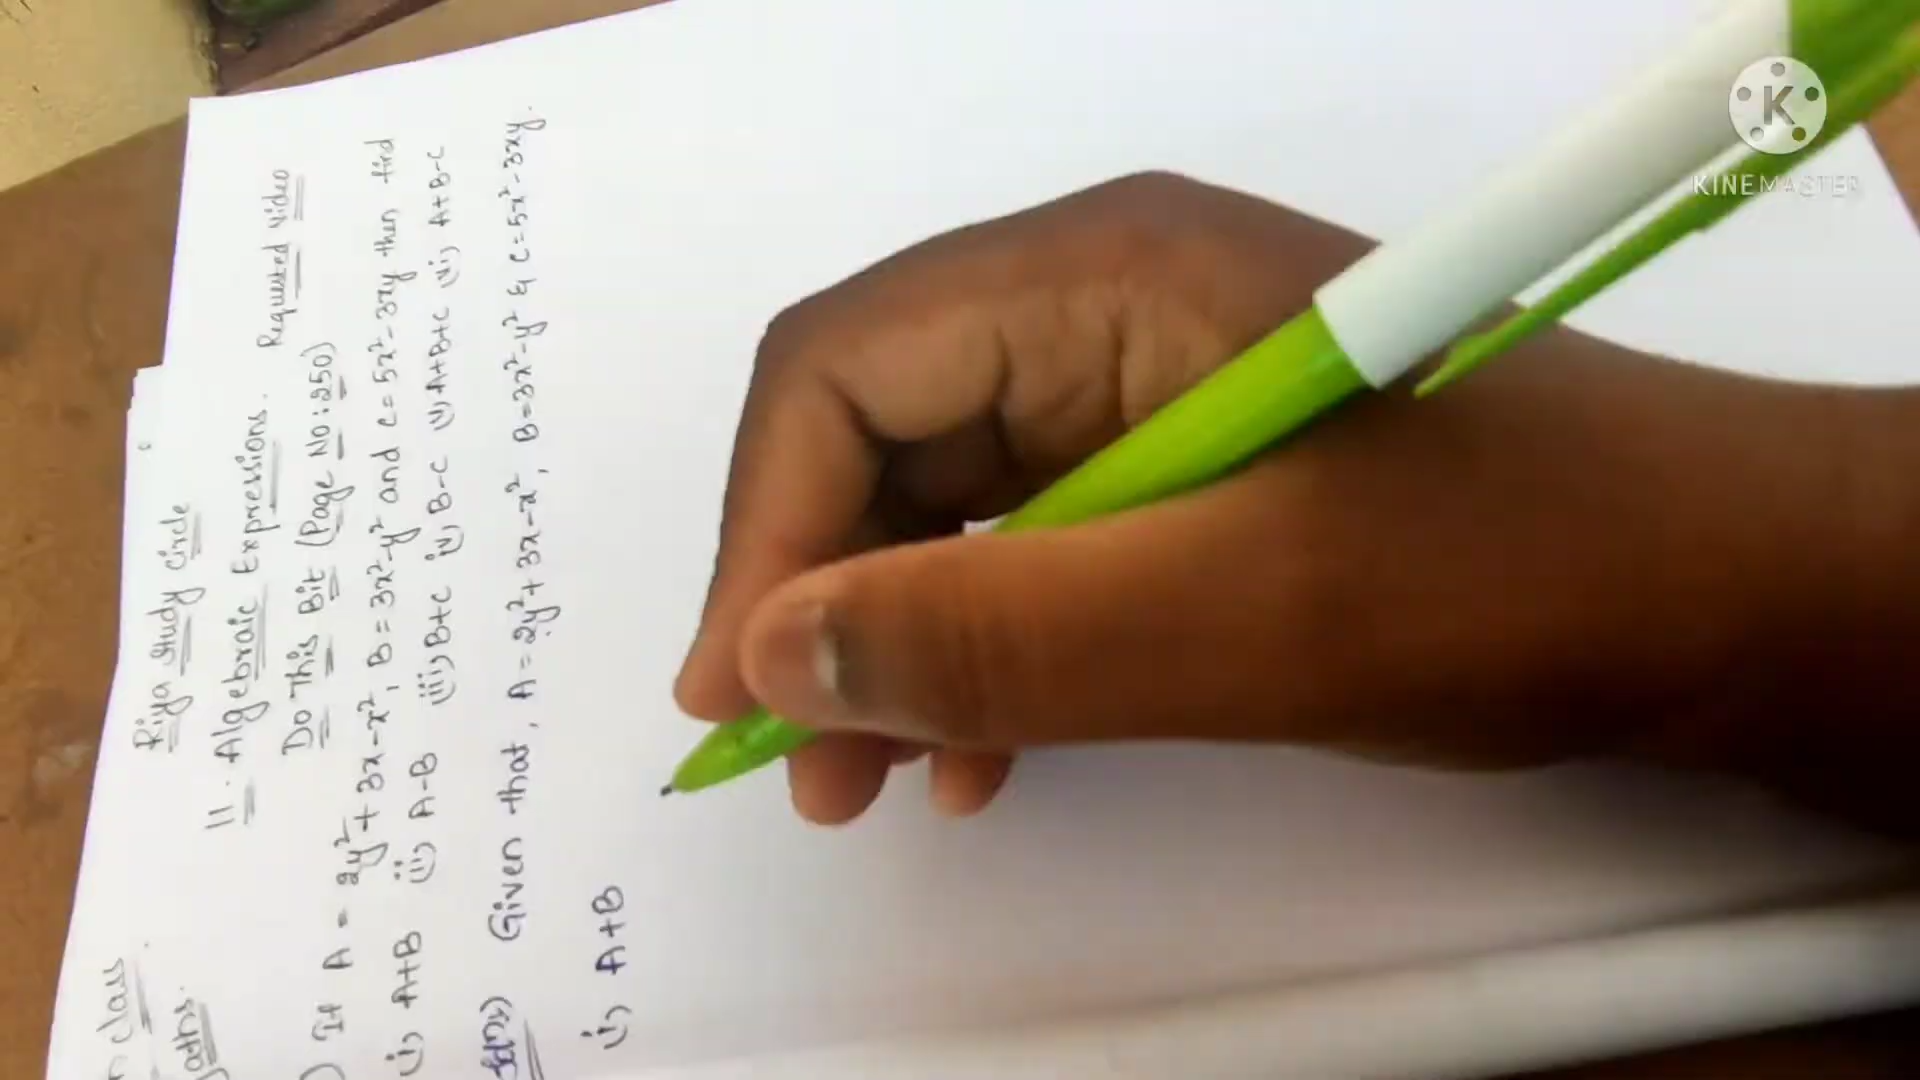 Riya study circle
n class
11. Algebraic Expressions. Requested video
Do This Bit (Page No:250)
) If A = 2y²+3x-x², B = 3x²-y² and C = 5x²-3xy then find
(i) A+B (ii) A-B (iii) B+C iv) B-C (v) A+B+C (vi) A+B-C
Given that, A = 2y²+3x-x², B=3x²-y² & C=5x²-3xy.
(i) A+B
K
KINEMASTER